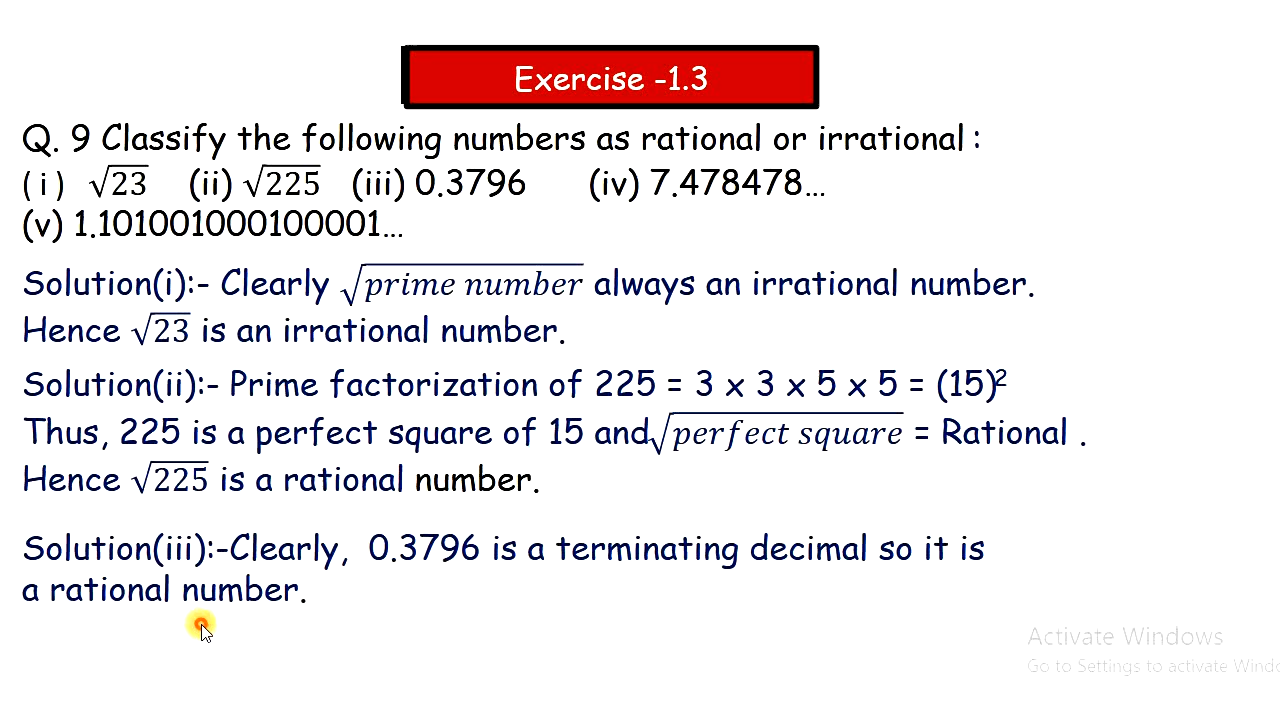 Exercise -1.3
Q. 9 Classify the following numbers as rational or irrational :
( i ) √23 (ii) √225 (iii) 0.3796 (iv) 7.478478…
(v) 1.101001000100001…
Solution(i):- Clearly √prime number always an irrational number.
Hence √23 is an irrational number.
Solution(ii):- Prime factorization of 225 = 3 x 3 x 5 x 5 = (15)²
Thus, 225 is a perfect square of 15 and√perfect square = Rational .
Hence √225 is a rational number.
Solution(iii):-Clearly, 0.3796 is a terminating decimal so it is
a rational number.
Activate Windows
Go to Settings to activate Windo